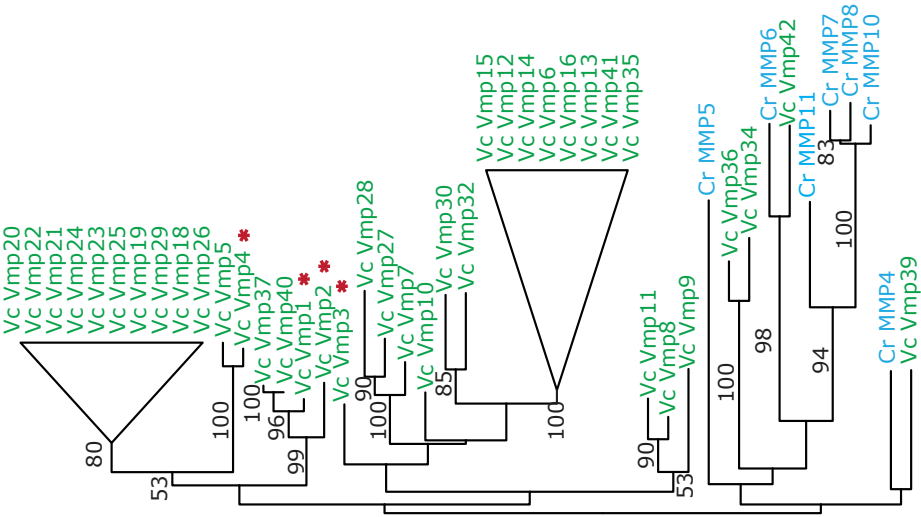 Vc Vmp20
Vc Vmp22
Vc Vmp21
Vc Vmp24
Vc Vmp23
Vc Vmp25
Vc Vmp19
Vc Vmp29
Vc Vmp18
Vc Vmp26
Vc Vmp5
Vc Vmp4 *
Vc Vmp37
Vc Vmp40
Vc Vmp1 *
Vc Vmp2 *
Vc Vmp3 *
Vc Vmp28
Vc Vmp27
Vc Vmp7
Vc Vmp10
Vc Vmp30
Vc Vmp32
Vc Vmp15
Vc Vmp12
Vc Vmp14
Vc Vmp6
Vc Vmp16
Vc Vmp13
Vc Vmp41
Vc Vmp35
Vc Vmp11
Vc Vmp8
Vc Vmp9
Cr MMP5
Vc Vmp36
Vc Vmp34
Cr MMP6
Vc Vmp42
Cr MMP11
Cr MMP7
Cr MMP8
Cr MMP10
Cr MMP4
Vc Vmp39
80
53
100
100
96
99
90
100
85
100
90
53
100
98
94
83
100